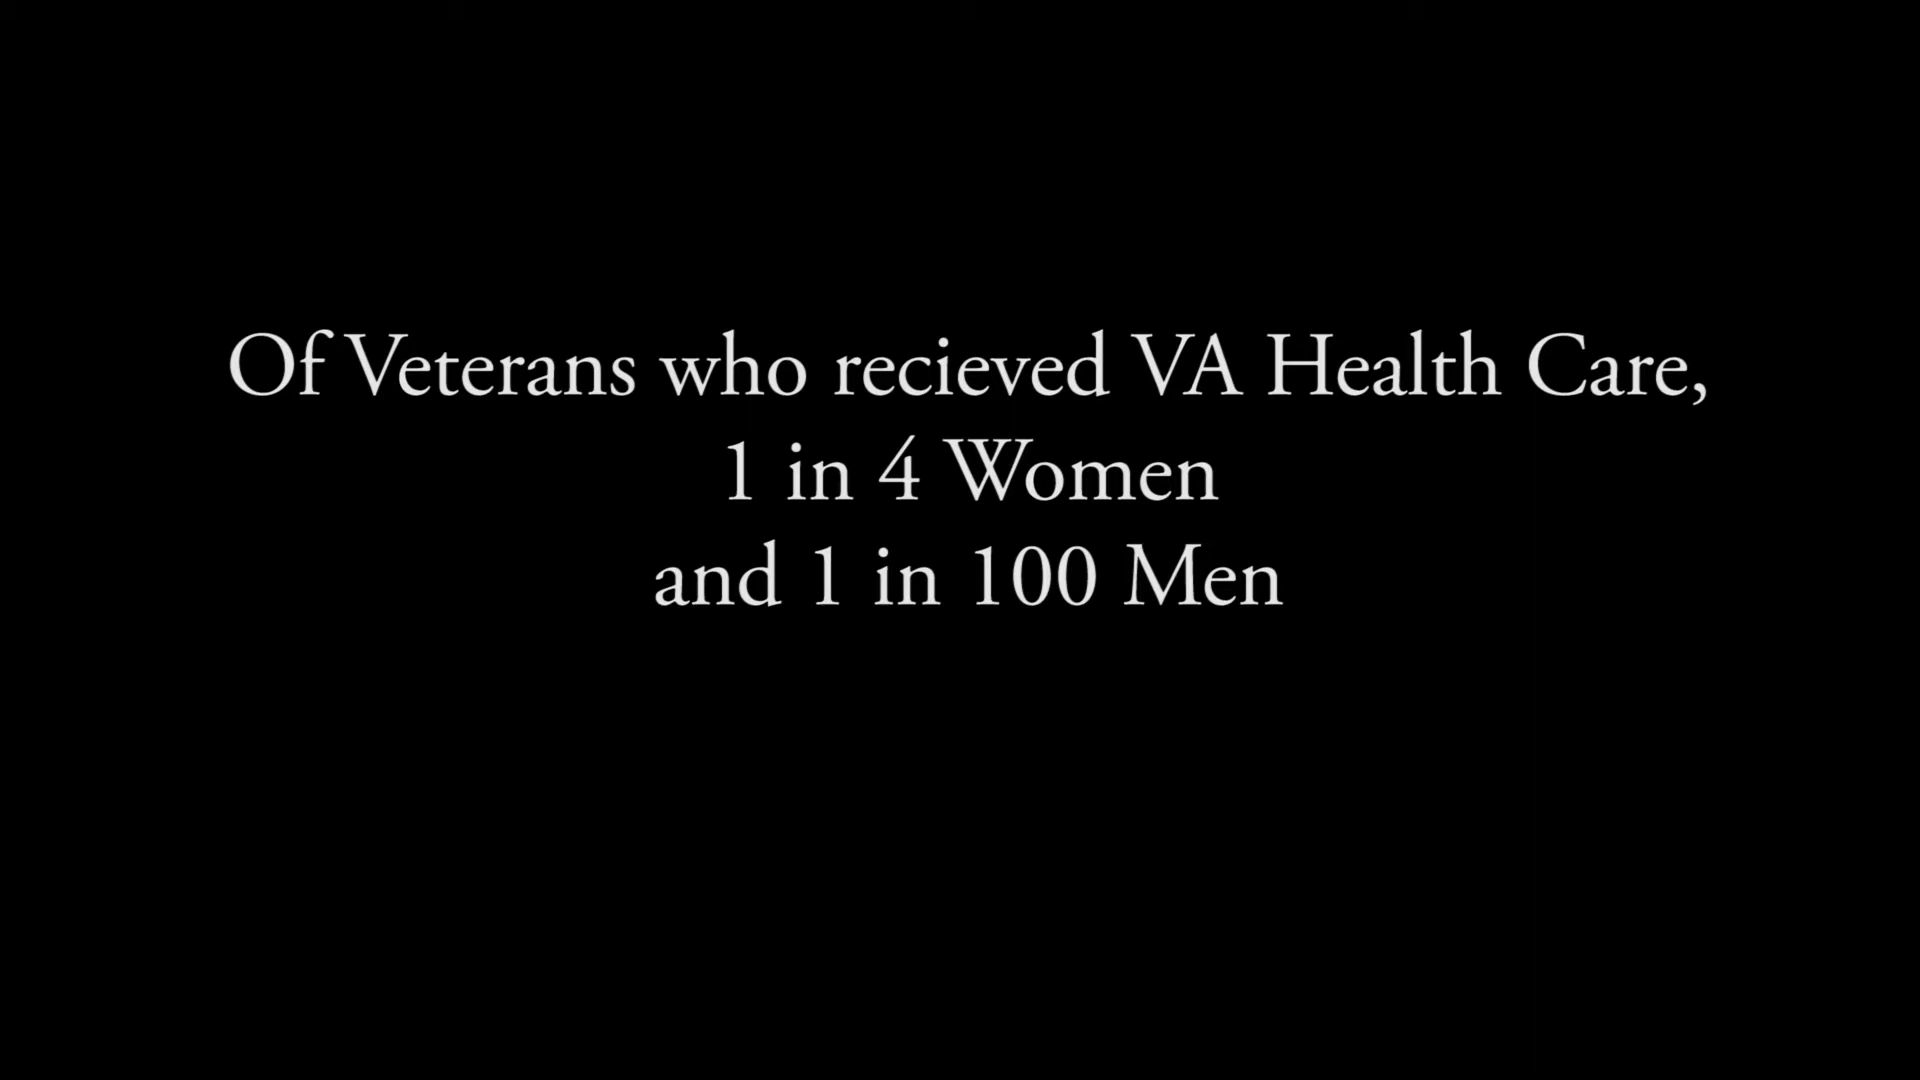 Of Veterans who recieved VA Health Care,
1 in 4 Women
and 1 in 100 Men